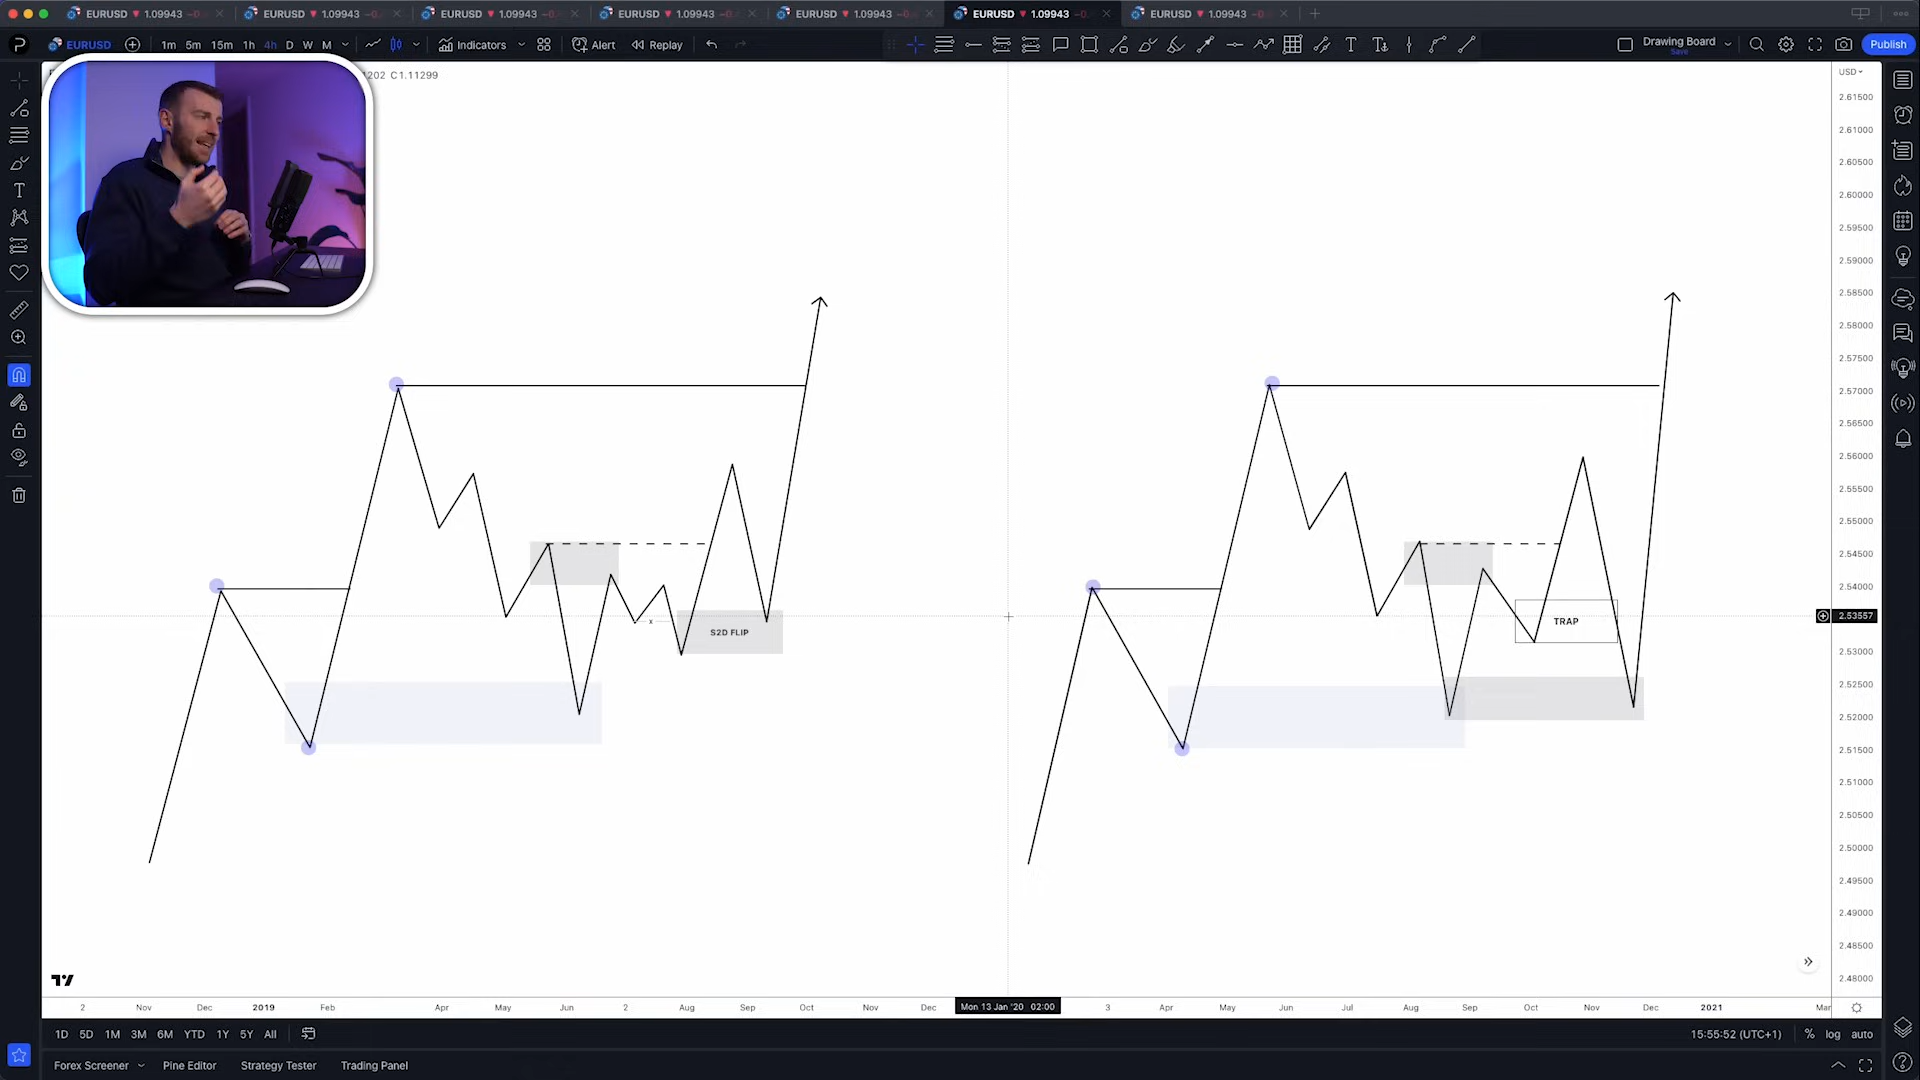 EURUSD 1.09943 EURUSD 1.09943 EURUSD 1.09943 EURUSD 1.09943 EURUSD 1.09943 EURUSD 1.09943 EURUSD 1.09943
EURUSD 1m 5m 15m 1h 4h D W M Indicators Alert Replay Drawing Board Save Publish
1202 C1.11299
USD
2.61500
2.61000
2.60500
2.60000
2.59500
2.59000
2.58500
2.58000
2.57500
2.57000
2.56500
2.56000
2.55500
2.55000
2.54500
2.54000
2.53557
2.53000
2.52500
2.52000
2.51500
2.51000
2.50500
2.50000
2.49500
2.49000
2.48500
2.48000
x
S2D FLIP
TRAP
2 Nov Dec 2019 Feb Apr May Jun 2 Aug Sep Oct Nov Dec Mon 13 Jan '20 02:00 3 Apr May Jun Jul Aug Sep Oct Nov Dec 2021 Mar
1D 5D 1M 3M 6M YTD 1Y 5Y All 15:55:52 (UTC+1) % log auto
Forex Screener Pine Editor Strategy Tester Trading Panel